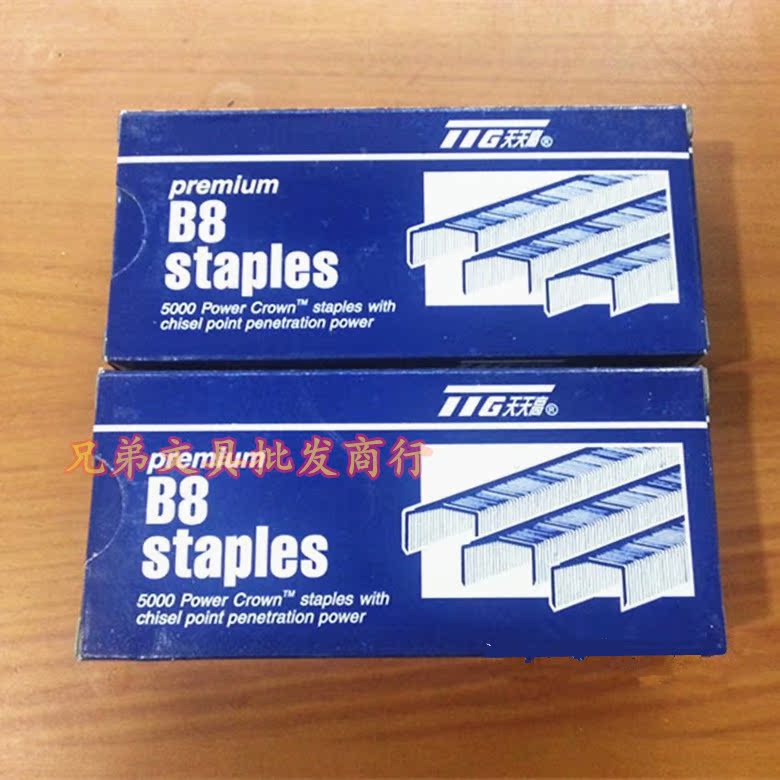 TTG天天高®
premium
B8
staples
5000 Power Crown™ staples with
chisel point penetration power
TTG天天高®
兄弟文具批发商行
premium
B8
staples
5000 Power Crown™ staples with
chisel point penetration power